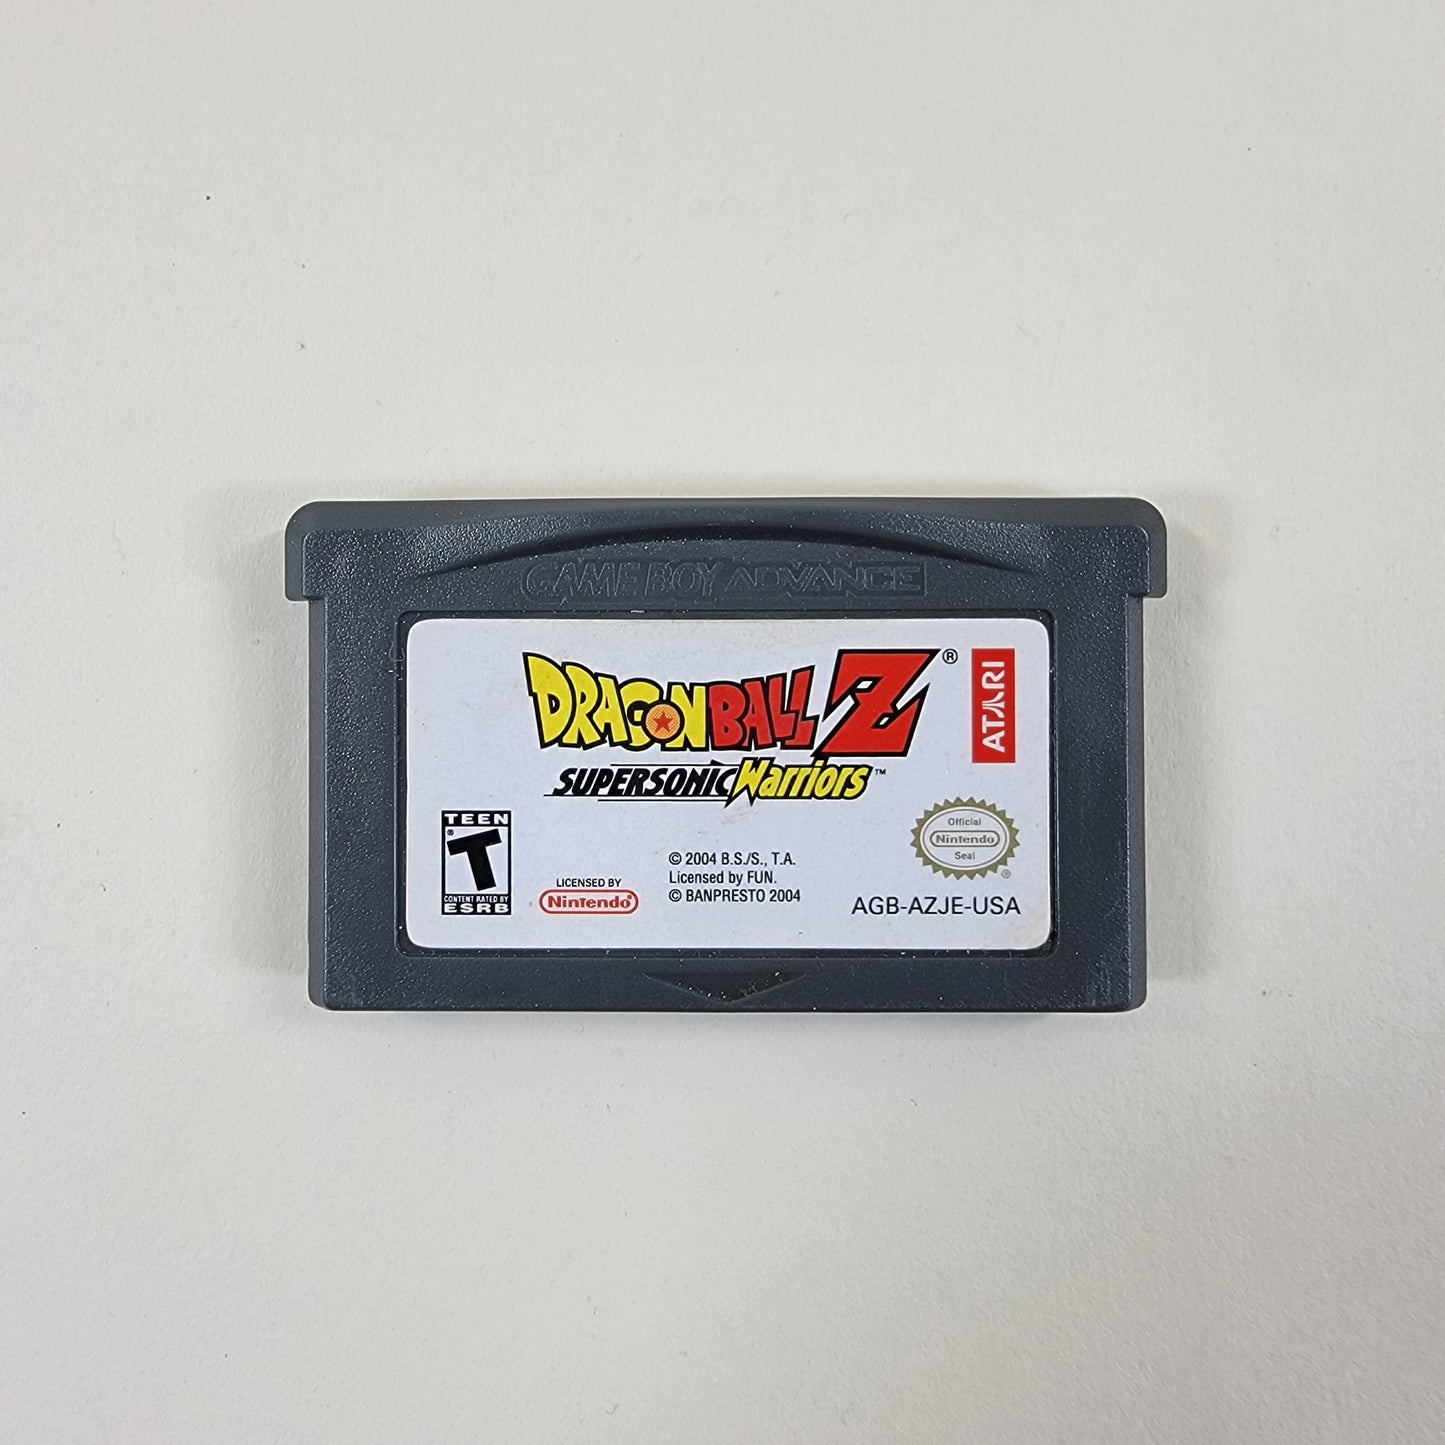 GAME BOY ADVANCE
DRAGONBALL Z®
SUPERSONIC Warriors™
ATARI
TEEN
T®
CONTENT RATED BY
ESRB
LICENSED BY
Nintendo®
© 2004 B.S./S., T.A.
Licensed by FUN.
© BANPRESTO 2004
Official
Nintendo
Seal
®
AGB-AZJE-USA